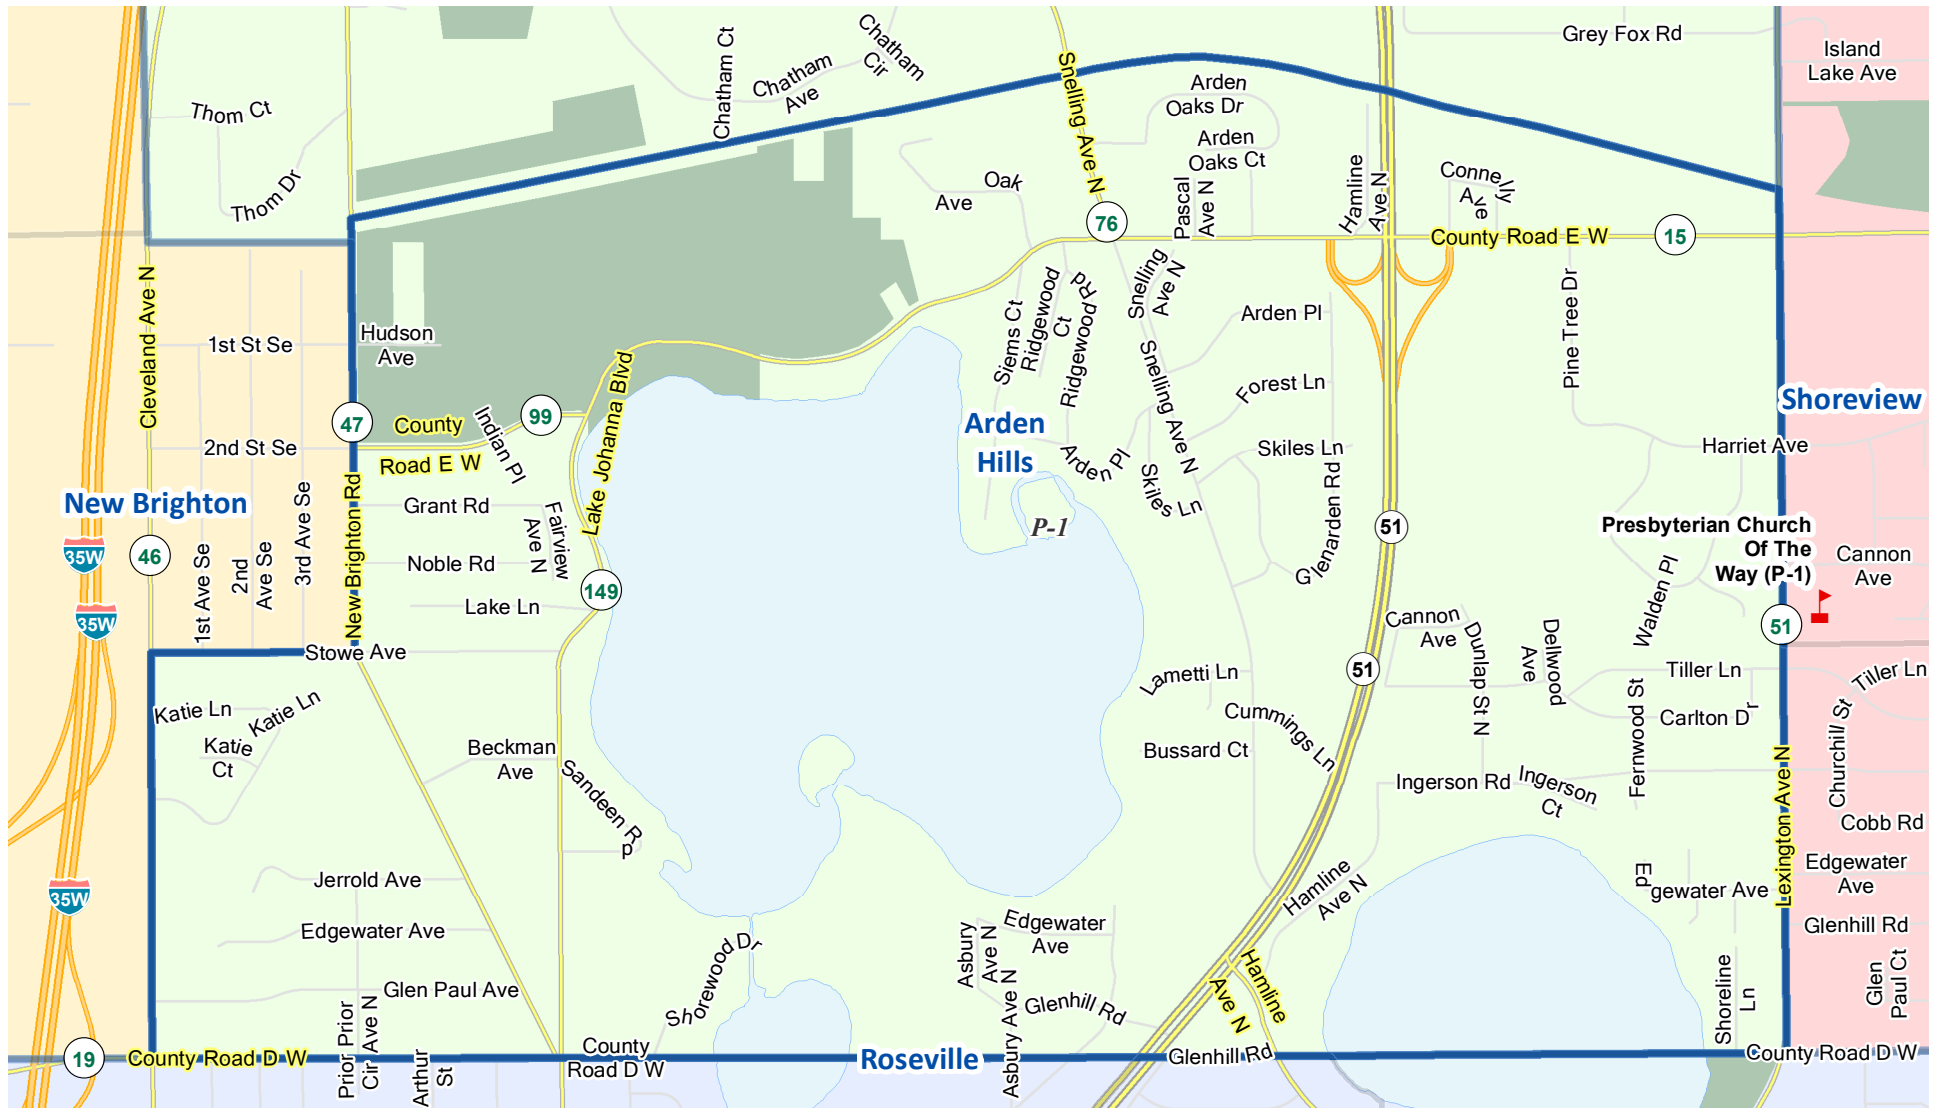 Grey Fox Rd
Island
Lake Ave
Chatham Ct
Chatham
Ave
Chatham
Cir
Snelling Ave N
Arden
Oaks Dr
Arden
Oaks Ct
Thom Ct
Thom Dr
Oak
Ave
76
Pascal
Ave N
Hamline
Ave N
Connelly
Ave
County Road E W
15
Cleveland Ave N
1st St Se
Hudson
Ave
Siems Ct
Ridgewood
Ct
Ridgewood Rd
Snelling
Ave N
Arden Pl
Pine Tree Dr
Snelling Ave N
Forest Ln
Shoreview
47
County
Road E W
99
Indian Pl
Lake Johanna Blvd
Arden
Hills
Arden Pl
Skiles Ln
Skiles Ln
Harriet Ave
2nd St Se
New Brighton
35W
46
1st Ave Se
2nd
Ave Se
3rd Ave Se
New Brighton Rd
Grant Rd
Fairview
Ave N
Noble Rd
P-1
Glenarden Rd
51
Presbyterian Church
Of The
Way (P-1)
Cannon
Ave
Walden Pl
35W
Lake Ln
149
Cannon
Ave
Dunlap St N
Dellwood
Ave
51
Stowe Ave
Lametti Ln
51
Tiller Ln
Tiller Ln
Katie Ln
Katie Ln
Katie
Ct
Cummings Ln
Fernwood St
Carlton Dr
Churchill St
Beckman
Ave
Bussard Ct
Sandeen R
p
Ingerson Rd
Ingerson
Ct
Lexington Ave N
Cobb Rd
35W
Jerrold Ave
Hamline
Ave N
Edgewater Ave
Edgewater
Ave
Edgewater Ave
Asbury
Ave N
Edgewater
Ave
Glenhill Rd
Shorewood Dr
Hamline
Ave N
Shoreline
Ln
Glen
Paul Ct
Glen Paul Ave
Glenhill Rd
Asbury Ave N
19
County Road D W
Prior Prior
Cir Ave N
Arthur
St
County
Road D W
Roseville
Glenhill Rd
County Road D W